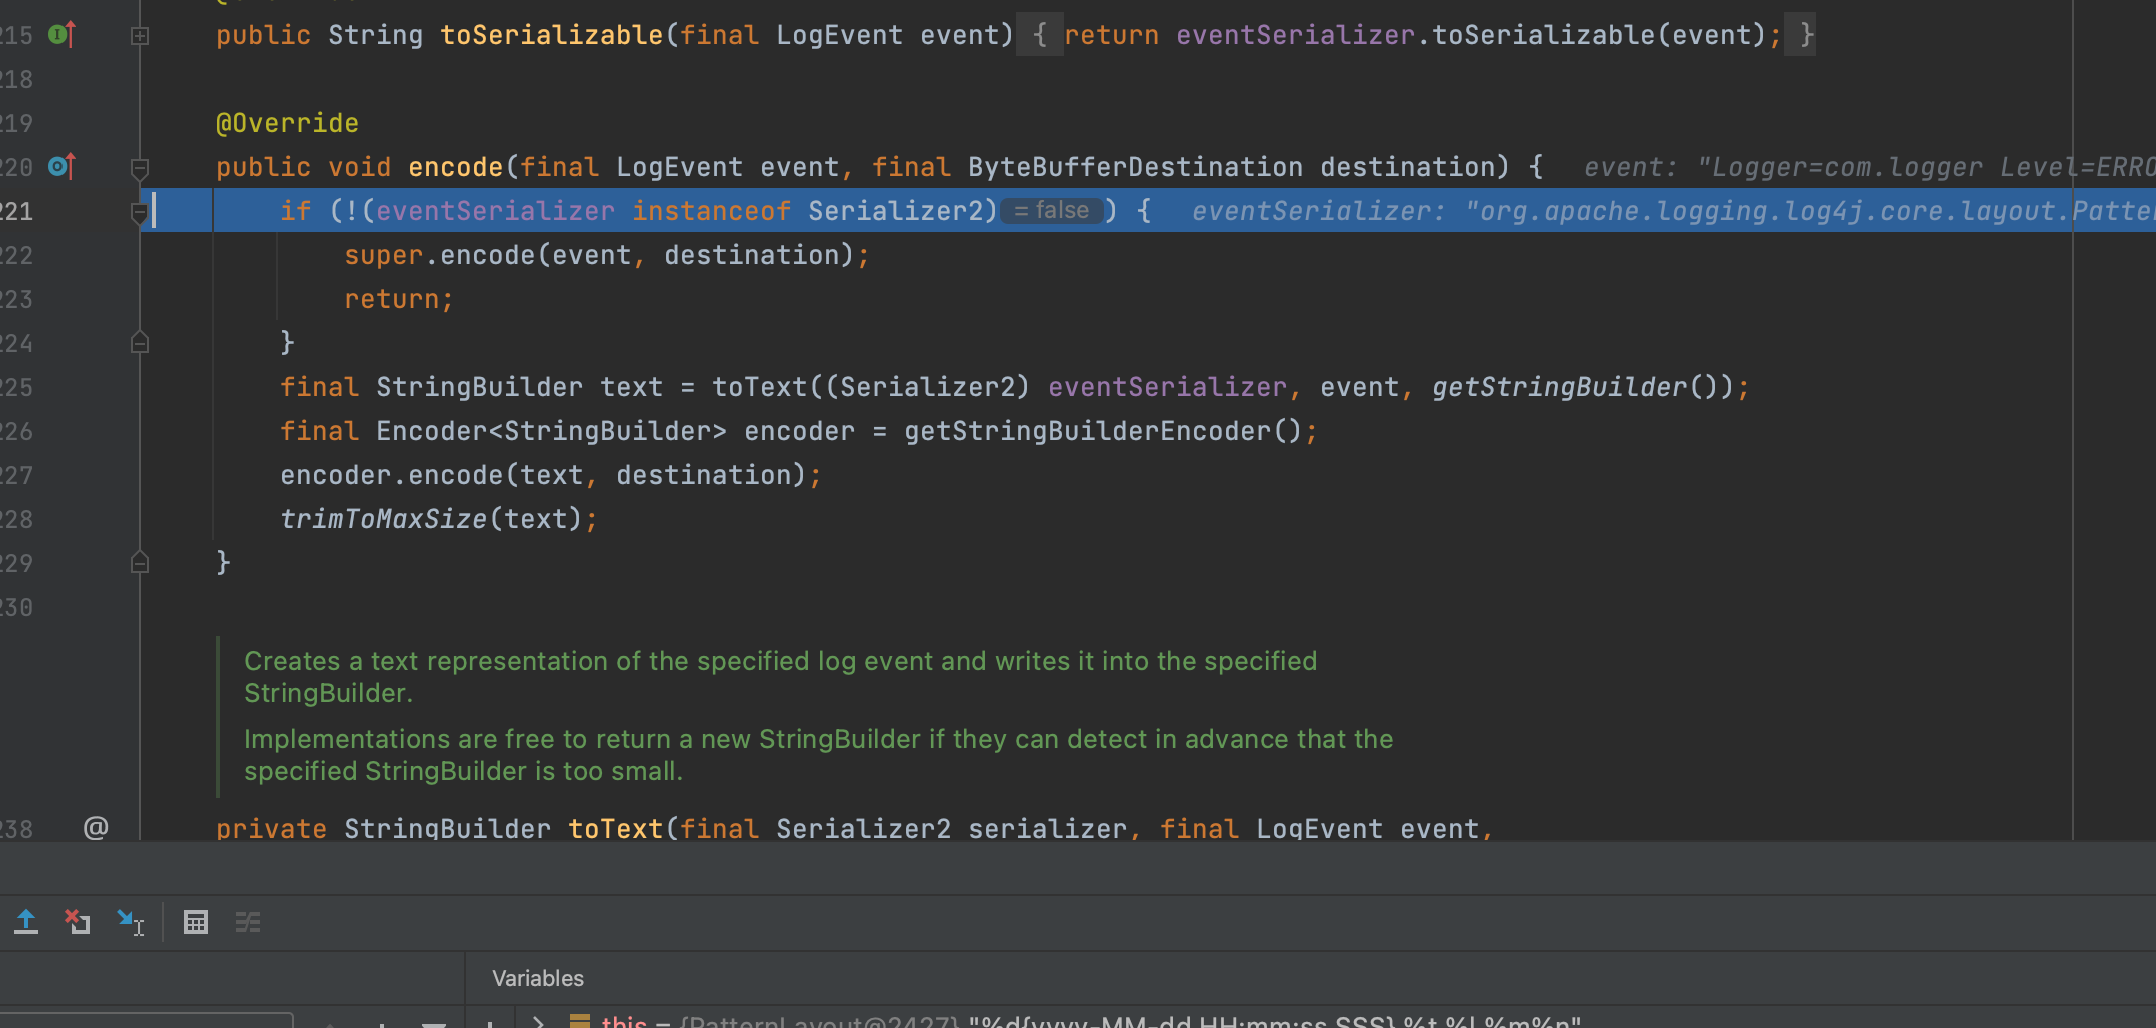 215 public String toSerializable(final LogEvent event) { return eventSerializer.toSerializable(event); }
218
219 @Override
220 public void encode(final LogEvent event, final ByteBufferDestination destination) { event: "Logger=com.logger Level=ERRO
221 if (!(eventSerializer instanceof Serializer2) = false ) { eventSerializer: "org.apache.logging.log4j.core.layout.Patter
222 super.encode(event, destination);
223 return;
224 }
225 final StringBuilder text = toText((Serializer2) eventSerializer, event, getStringBuilder());
226 final Encoder<StringBuilder> encoder = getStringBuilderEncoder();
227 encoder.encode(text, destination);
228 trimToMaxSize(text);
229 }
230
Creates a text representation of the specified log event and writes it into the specified
StringBuilder.
Implementations are free to return a new StringBuilder if they can detect in advance that the
specified StringBuilder is too small.
238 @ private StringBuilder toText(final Serializer2 serializer, final LogEvent event,
Variables
this = {PatternLayout@2427} "%d{yyyy-MM-dd HH:mm:ss.SSS} %t %l %m%n"